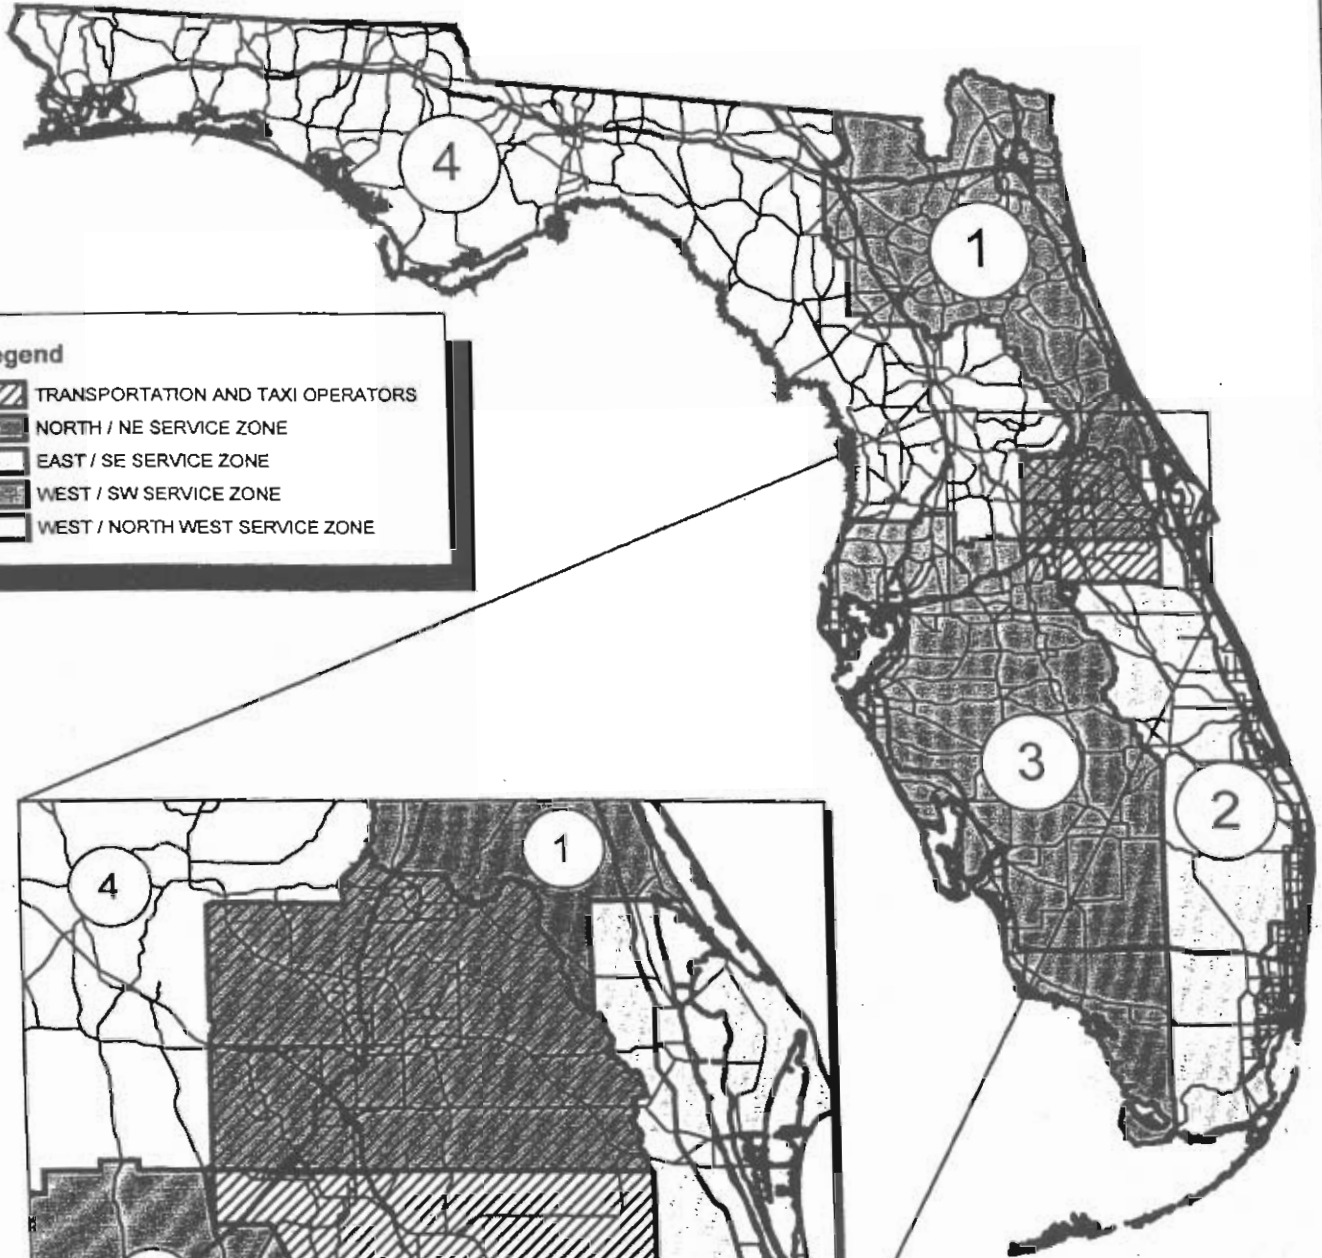 4
1
egend
TRANSPORTATION AND TAXI OPERATORS
NORTH / NE SERVICE ZONE
EAST / SE SERVICE ZONE
WEST / SW SERVICE ZONE
WEST / NORTH WEST SERVICE ZONE
3
2
1
4